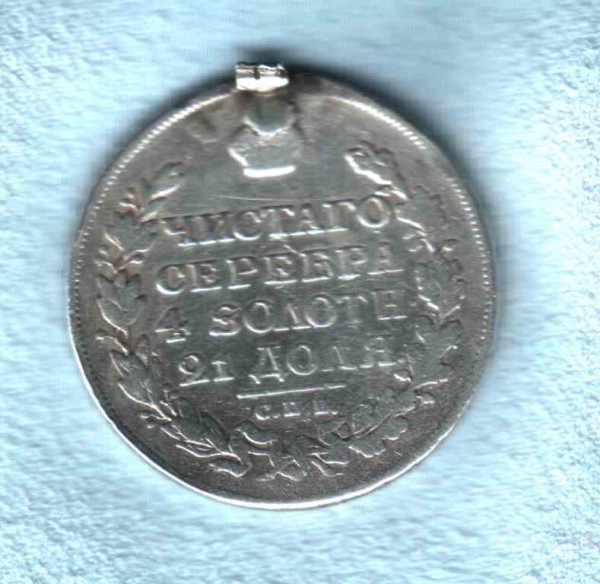 ЧИСТАГО
СЕРЕБРА
4 ЗОЛОТН
21 ДОЛЯ
С.П.Б.